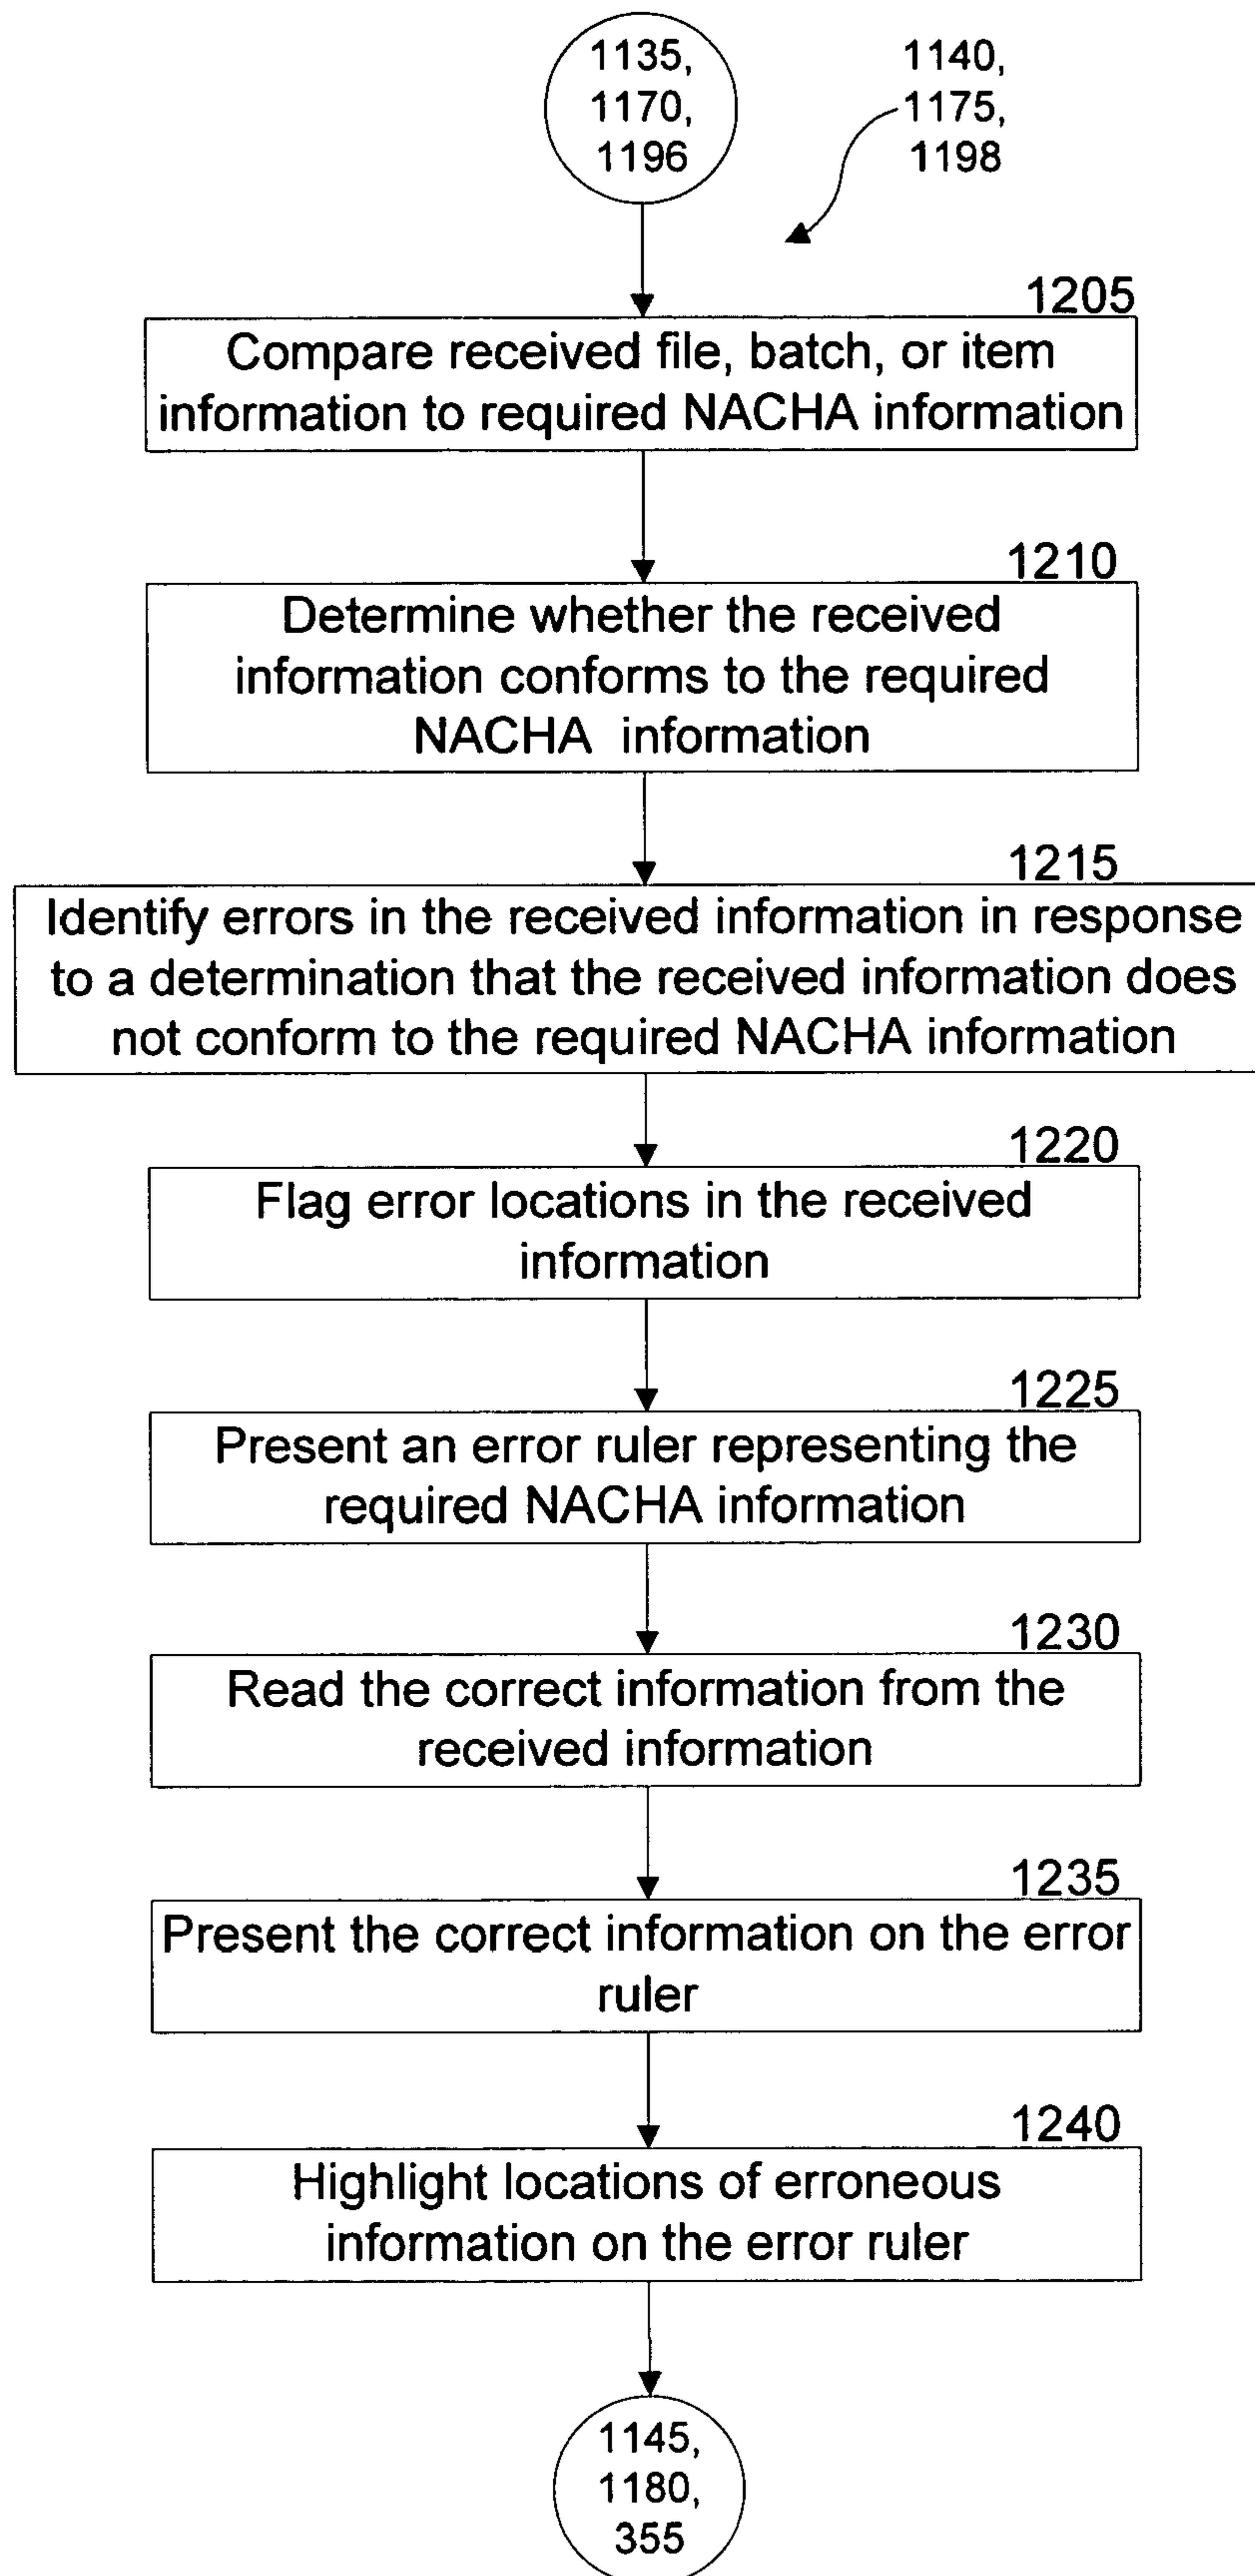 1135,
1170,
1196
1140,
1175,
1198
1205
Compare received file, batch, or item
information to required NACHA information
1210
Determine whether the received
information conforms to the required
NACHA information
1215
Identify errors in the received information in response
to a determination that the received information does
not conform to the required NACHA information
1220
Flag error locations in the received
information
1225
Present an error ruler representing the
required NACHA information
1230
Read the correct information from the
received information
1235
Present the correct information on the error
ruler
1240
Highlight locations of erroneous
information on the error ruler
1145,
1180,
355